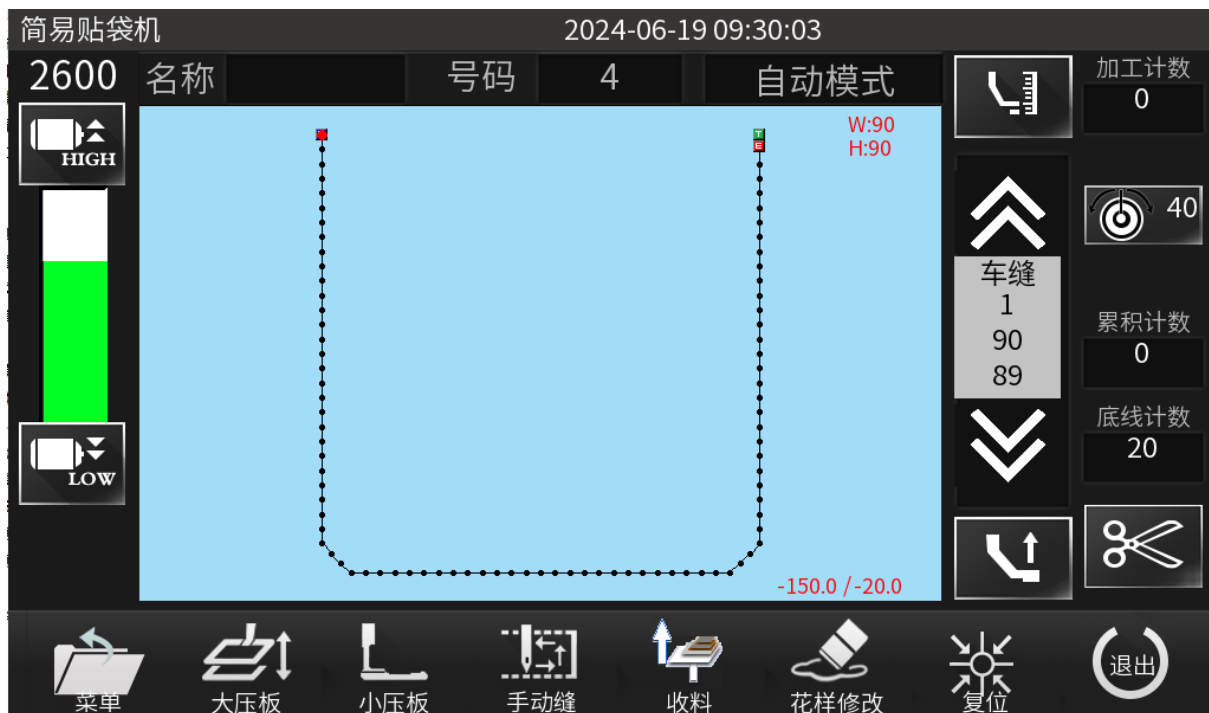 简易贴袋机 2024-06-19 09:30:03
2600 名称 号码 4 自动模式
加工计数
0
HIGH
W:90
H:90
T
E
40
车缝
1
90
89
累积计数
0
底线计数
20
LOW
-150.0 / -20.0
菜单 大压板 小压板 手动缝 收料 花样修改 复位 退出